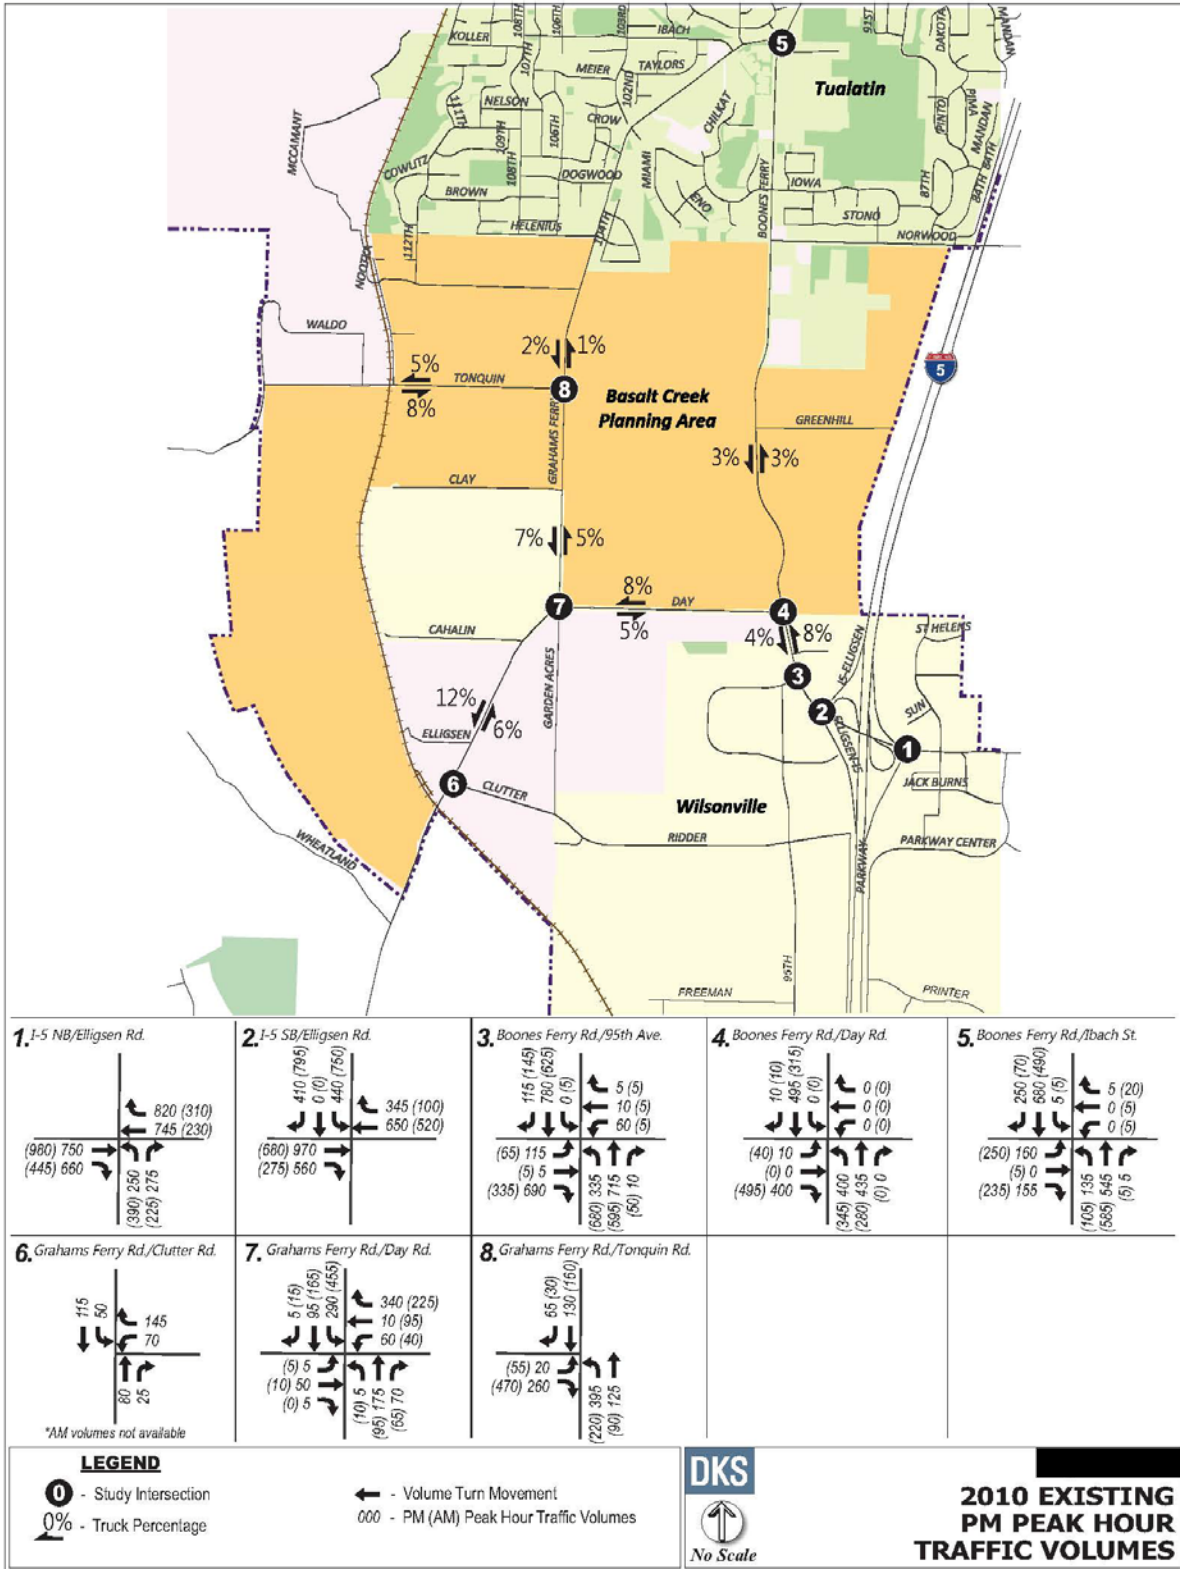 KOLLER
108TH
107TH
106TH
103RD
IBACH
91ST
DAKOTA
MANDAN
MEIER
TAYLORS
102ND
5
Tualatin
NELSON
111TH
109TH
106TH
CROW
CHILKAT
PINTO
PIMA
MANDAN
84TH
84TH
MCCAMANT
COWLITZ
108TH
DOGWOOD
MIAMI
ENO
BOONES FERRY
IOWA
87TH
BROWN
STONO
HELENIUS
112TH
104TH
NORWOOD
NOOTKA
WALDO
2% 1%
5%
TONQUIN
8%
8
Basalt Creek
Planning Area
5
GREENHILL
GRAHAMS FERRY
3% 3%
CLAY
7% 5%
8%
7
DAY
5%
4
4% 8%
CAHALIN
ST HELENS
I5-ELLIGSEN
3
GARDEN ACRES
12%
6%
ELLIGSEN
2
SUN
1
6
CLUTTER
JACK BURNS
Wilsonville
RIDDER
PARKWAY CENTER
PARKWAY
WHEATLAND
95TH
FREEMAN
PRINTER
1. I-5 NB/Elligsen Rd.
820 (310)
745 (230)
(980) 750
(445) 660
(390) 250
(225) 275
2. I-5 SB/Elligsen Rd.
410 (795)
0 (0)
440 (750)
345 (100)
650 (520)
(680) 970
(275) 560
3. Boones Ferry Rd./95th Ave.
115 (145)
780 (625)
0 (5)
5 (5)
10 (5)
60 (5)
(65) 115
(5) 5
(335) 690
(680) 335
(595) 715
(50) 10
4. Boones Ferry Rd./Day Rd.
10 (10)
495 (315)
0 (0)
0 (0)
0 (0)
0 (0)
(40) 10
(0) 0
(495) 400
(345) 400
(280) 435
(0) 0
5. Boones Ferry Rd./Ibach St.
260 (70)
680 (490)
5 (5)
5 (20)
0 (5)
0 (5)
(250) 160
(5) 0
(235) 155
(105) 135
(585) 545
(5) 5
6. Grahams Ferry Rd./Clutter Rd.
115
50
145
70
80
25
*AM volumes not available
7. Grahams Ferry Rd./Day Rd.
5 (15)
95 (165)
290 (455)
340 (225)
10 (95)
60 (40)
(5) 5
(10) 50
(0) 5
(10) 5
(95) 175
(65) 70
8. Grahams Ferry Rd./Tonquin Rd.
65 (30)
130 (160)
(55) 20
(470) 260
(220) 395
(90) 125
LEGEND
0 - Study Intersection
0% - Truck Percentage
- Volume Turn Movement
000 - PM (AM) Peak Hour Traffic Volumes
DKS
No Scale
2010 EXISTING
PM PEAK HOUR
TRAFFIC VOLUMES